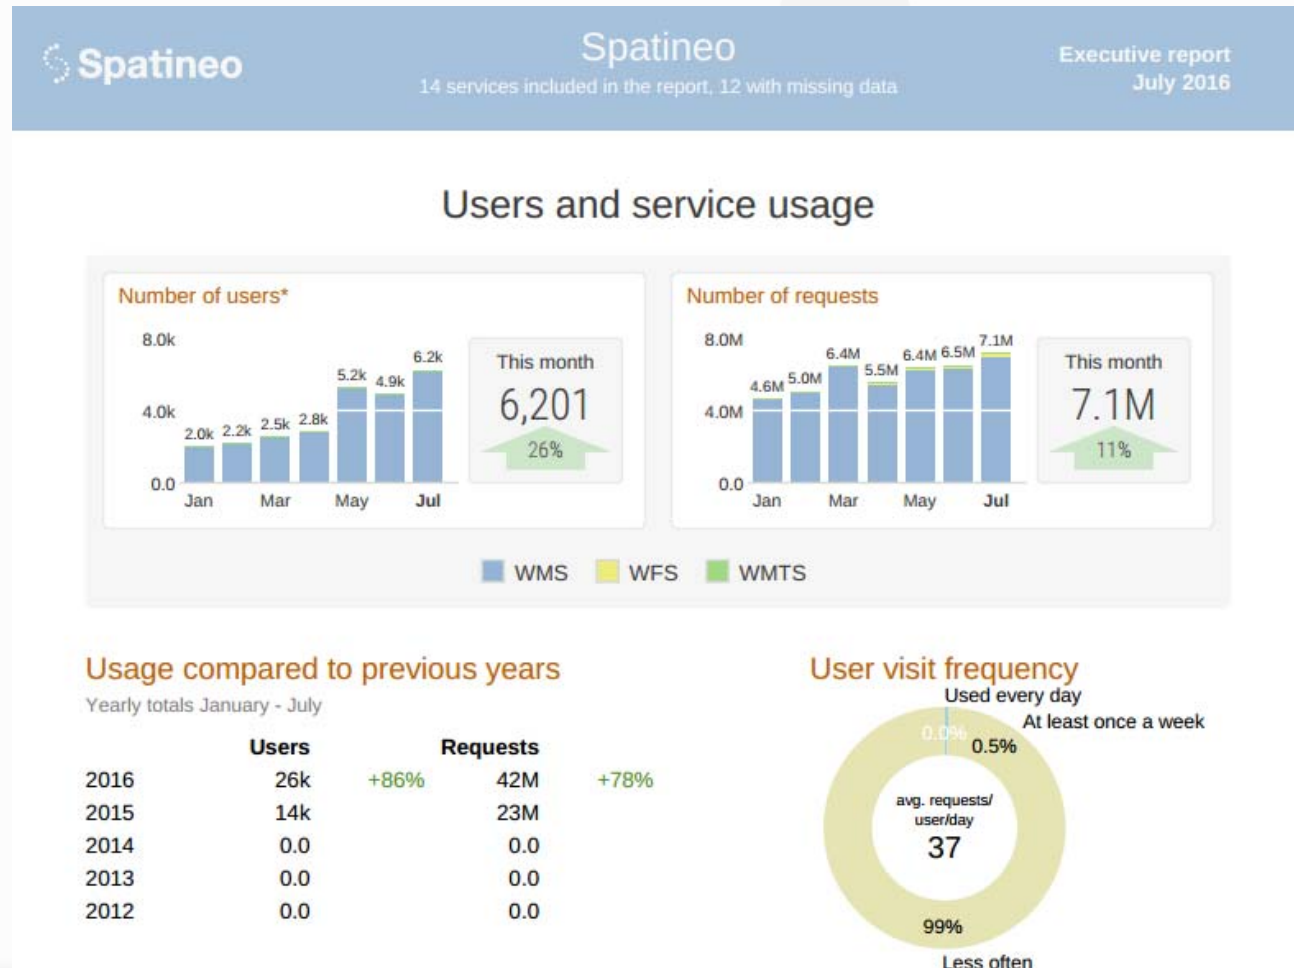 Spatineo
Spatineo
14 services included in the report, 12 with missing data
Executive report
July 2016
Users and service usage
Number of users*
8.0k
4.0k
0.0
2.0k
2.2k
2.5k
2.8k
5.2k
4.9k
6.2k
Jan
Mar
May
Jul
This month
6,201
26%
Number of requests
8.0M
4.0M
0.0
4.6M
5.0M
6.4M
5.5M
6.4M
6.5M
7.1M
Jan
Mar
May
Jul
This month
7.1M
11%
WMS WFS WMTS
Usage compared to previous years
Yearly totals January - July
Users Requests
2016 26k +86% 42M +78%
2015 14k 23M
2014 0.0 0.0
2013 0.0 0.0
2012 0.0 0.0
User visit frequency
Used every day
At least once a week
0.0%
0.5%
avg. requests/
user/day
37
99%
Less often